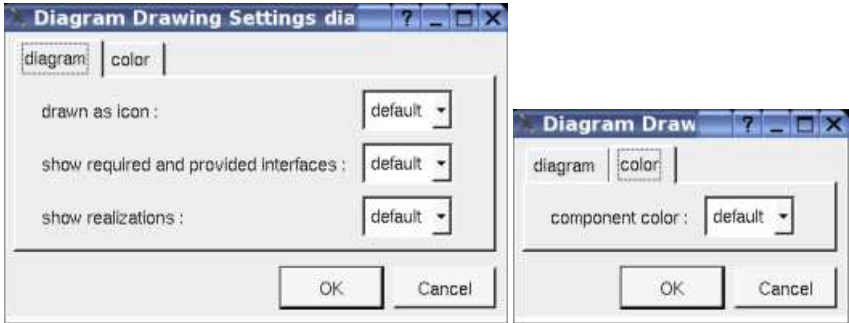 Diagram Drawing Settings dia ? _ □ X
diagram color
drawn as icon : default
show required and provided interfaces : default
show realizations : default
OK Cancel
Diagram Draw ? _ □ X
diagram color
component color : default
OK Cancel